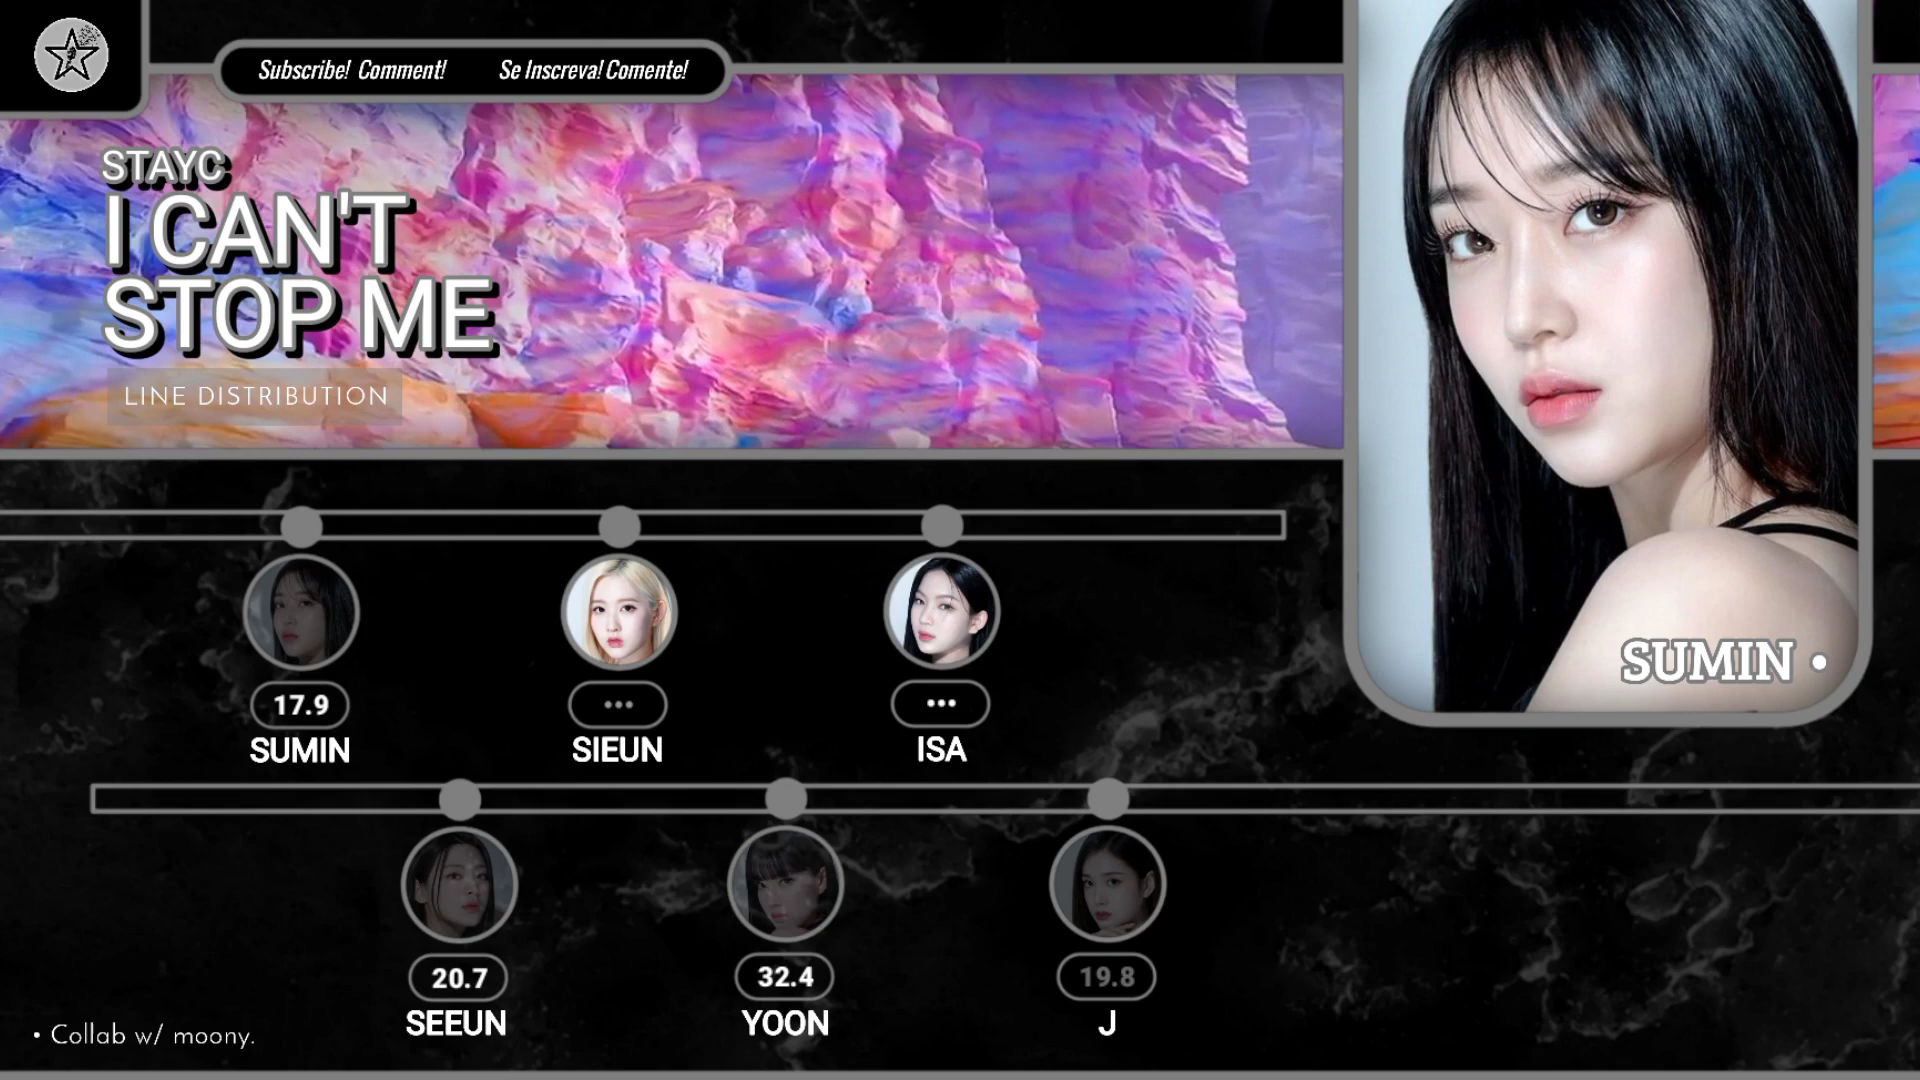 Subscribe! Comment! Se Inscreva! Comente!
STAYC
I CAN'T
STOP ME
LINE DISTRIBUTION
SUMIN •
17.9
SUMIN
...
SIEUN
...
ISA
20.7
SEEUN
32.4
YOON
19.8
J
• Collab w/ moony.